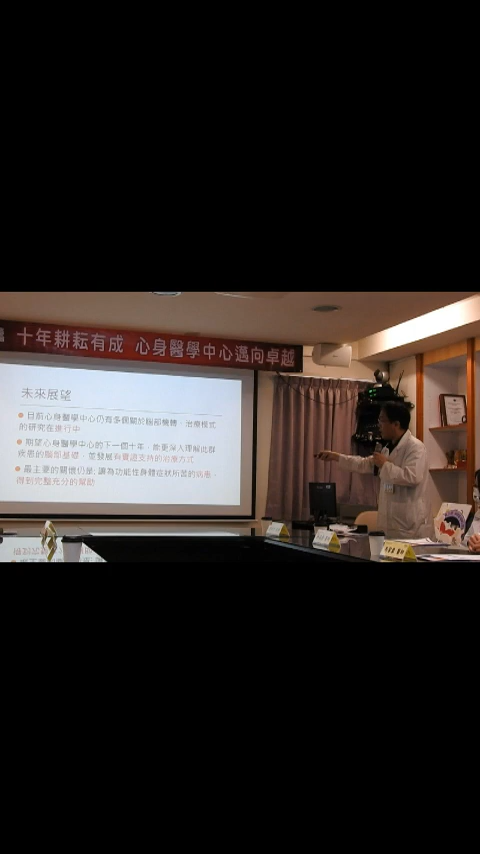 十年耕耘有成 心身醫學中心邁向卓越
未來展望
目前心身醫學中心仍有多個關於腦部機轉、治療模式
的研究在進行中
期望心身醫學中心的下一個十年，能更深入理解此群
疾患的腦部基礎，並發展有實證支持的治療方式
最主要的關懷仍是: 讓為功能性身體症狀所苦的病患，
得到完整充分的幫助